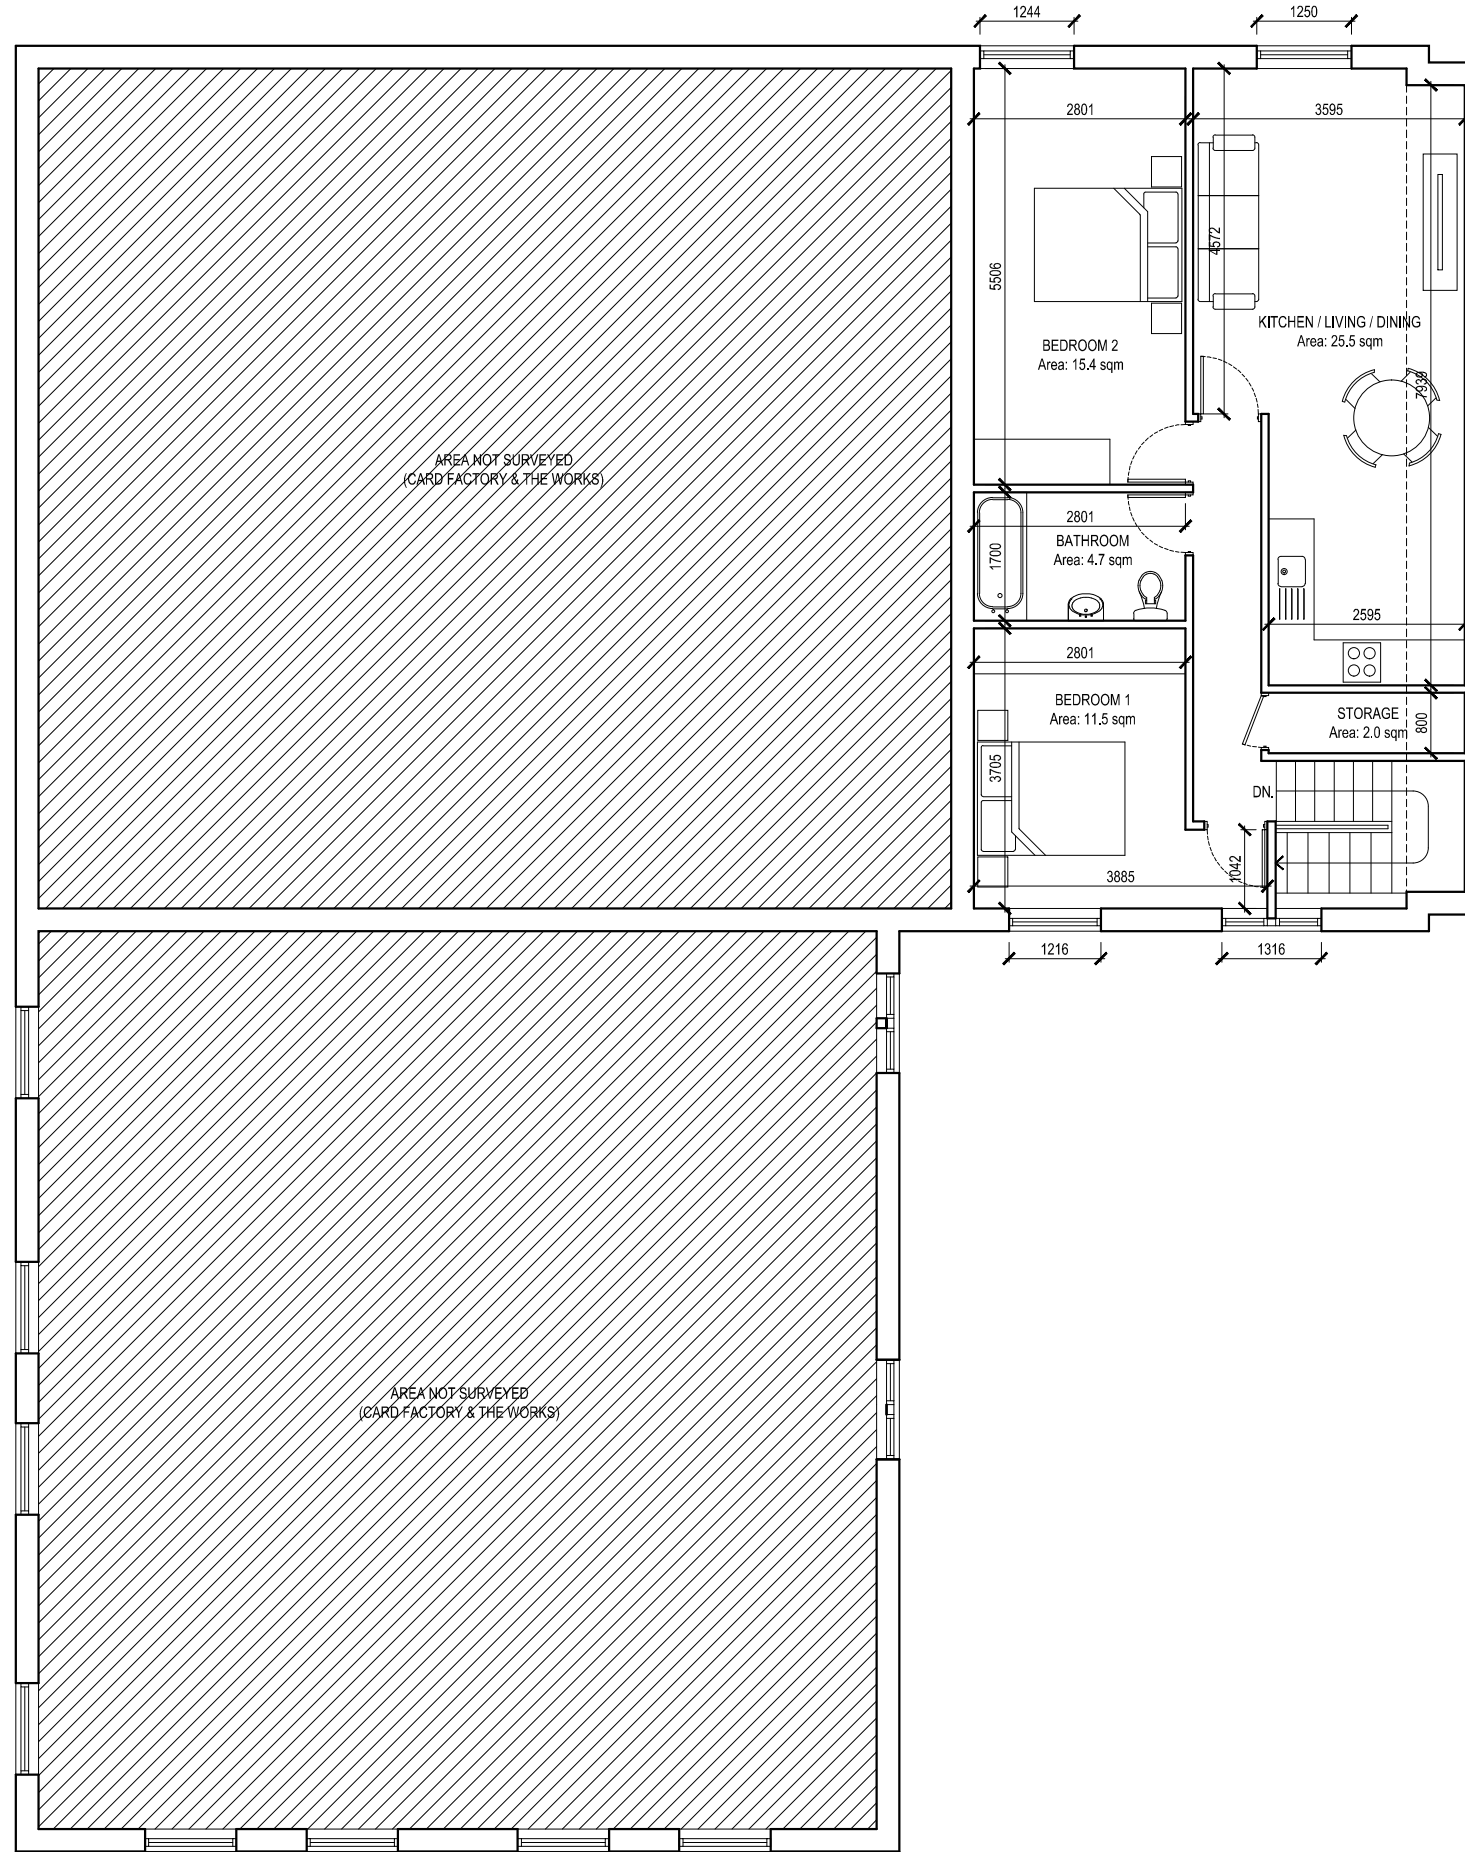 1244
1250
2801
3595
4572
5506
KITCHEN / LIVING / DINING
Area: 25.5 sqm
BEDROOM 2
Area: 15.4 sqm
7939
AREA NOT SURVEYED
(CARD FACTORY & THE WORKS)
2801
BATHROOM
Area: 4.7 sqm
1700
2595
2801
BEDROOM 1
Area: 11.5 sqm
STORAGE
Area: 2.0 sqm
800
3705
DN.
1042
3885
1216
1316
AREA NOT SURVEYED
(CARD FACTORY & THE WORKS)